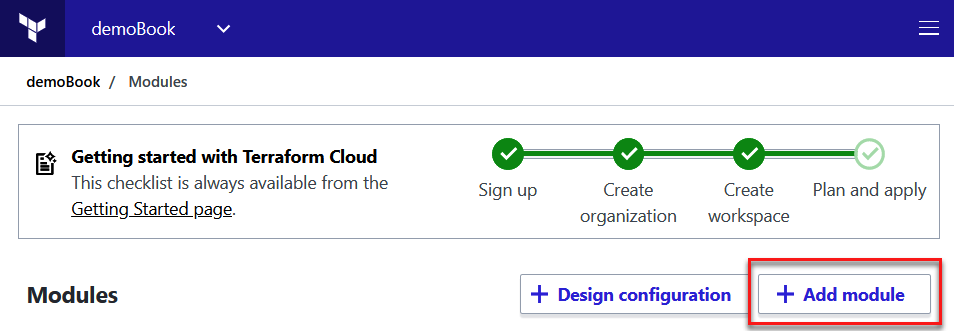 demoBook
demoBook / Modules
Getting started with Terraform Cloud
This checklist is always available from the
Getting Started page.
Sign up
Create
organization
Create
workspace
Plan and apply
Modules
+ Design configuration
+ Add module